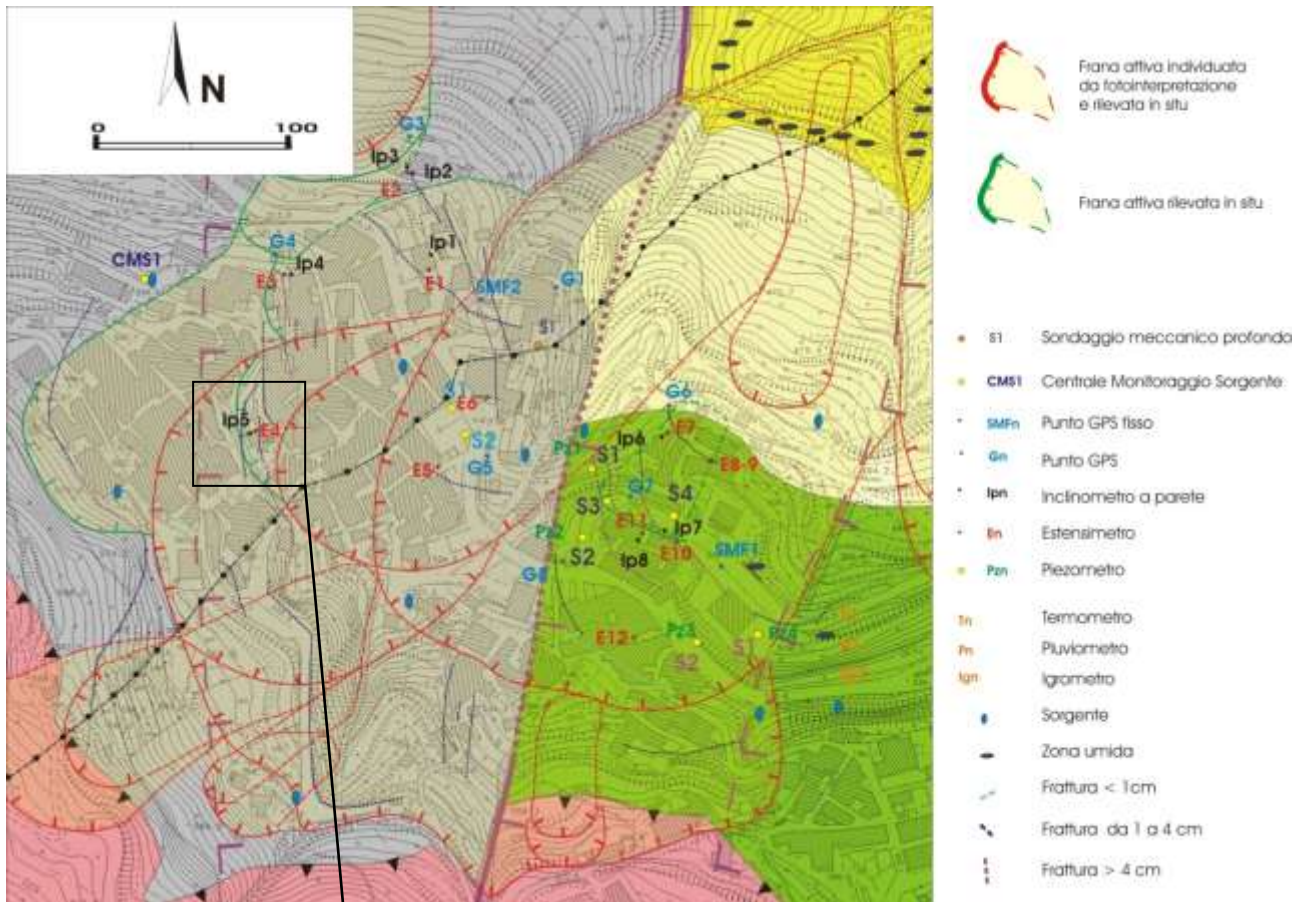 N
0 100
G3
Ip3
Ip2
E2
G4
Ip1
Ip4
CMS1
E3
E1
SMF2
G1
S1
S1
E6
Ip5
E4
S2
G5
E5
G6
Ip6
E7
Pz1
S1
E8-9
G7
S3
S4
E11
Ip7
Pz2
S2
Ip8
E10
SMF1
G8
E12
Pz3
S2
S1
Frana attiva individuata
da fotointerpretazione
e rilevata in situ
Frana attiva rilevata in situ
S1 Sondaggio meccanico profondo
CMS1 Centrale Monitoraggio Sorgente
SMFn Punto GPS fisso
Gn Punto GPS
Ipn Inclinometro a parete
En Estensimetro
Pzn Piezometro
Tn Termometro
Pn Pluviometro
Ign Igrometro
Sorgente
Zona umida
Frattura < 1cm
Frattura da 1 a 4 cm
Frattura > 4 cm